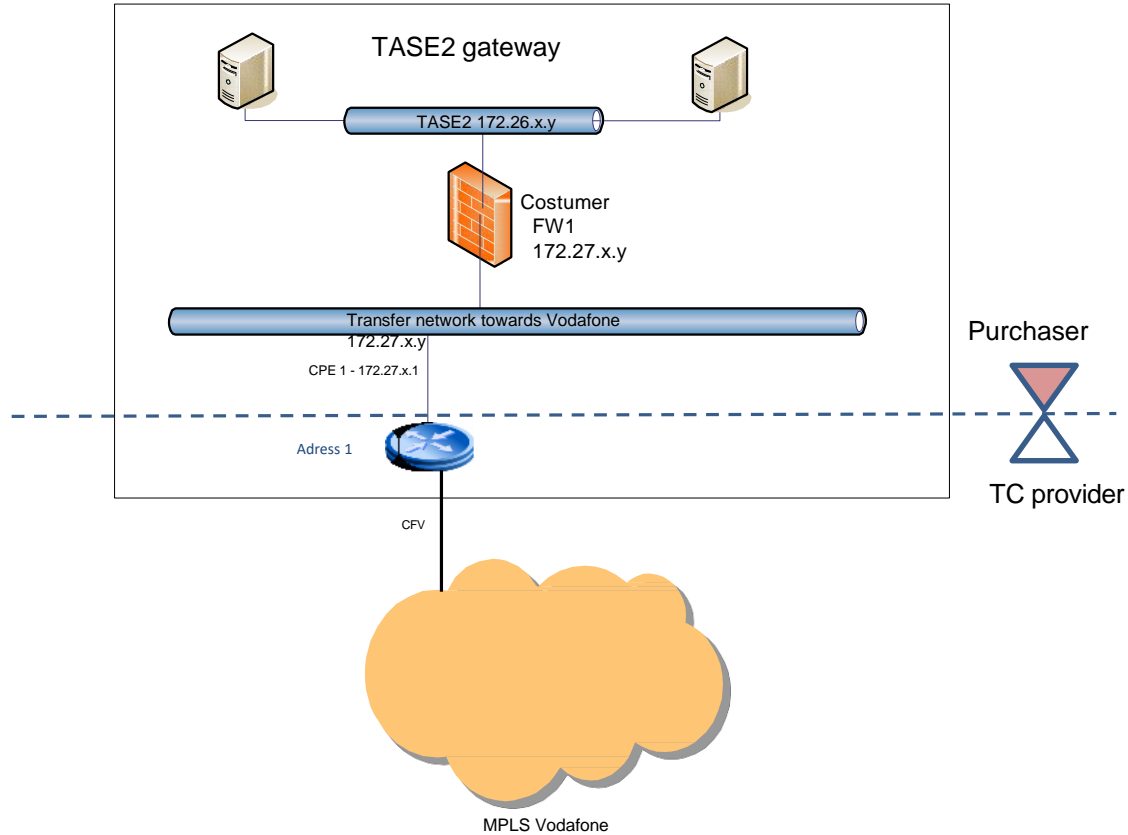 TASE2 gateway
TASE2 172.26.x.y
Costumer
FW1
172.27.x.y
Transfer network towards Vodafone
172.27.x.y
CPE 1 - 172.27.x.1
Purchaser
Adress 1
TC provider
CFV
MPLS Vodafone